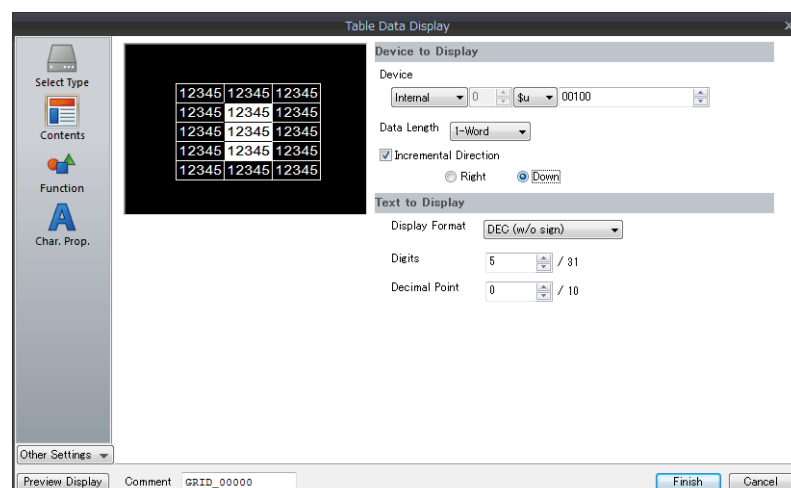 Table Data Display
x
Select Type
Contents
Function
Char. Prop.
Other Settings
12345 12345 12345
12345 12345 12345
12345 12345 12345
12345 12345 12345
12345 12345 12345
Device to Display
Device
Internal 0 $u 00100
Data Length 1-Word
Incremental Direction
Right Down
Text to Display
Display Format DEC (w/o sign)
Digits 5 / 31
Decimal Point 0 / 10
Preview Display Comment GRID_00000 Finish Cancel